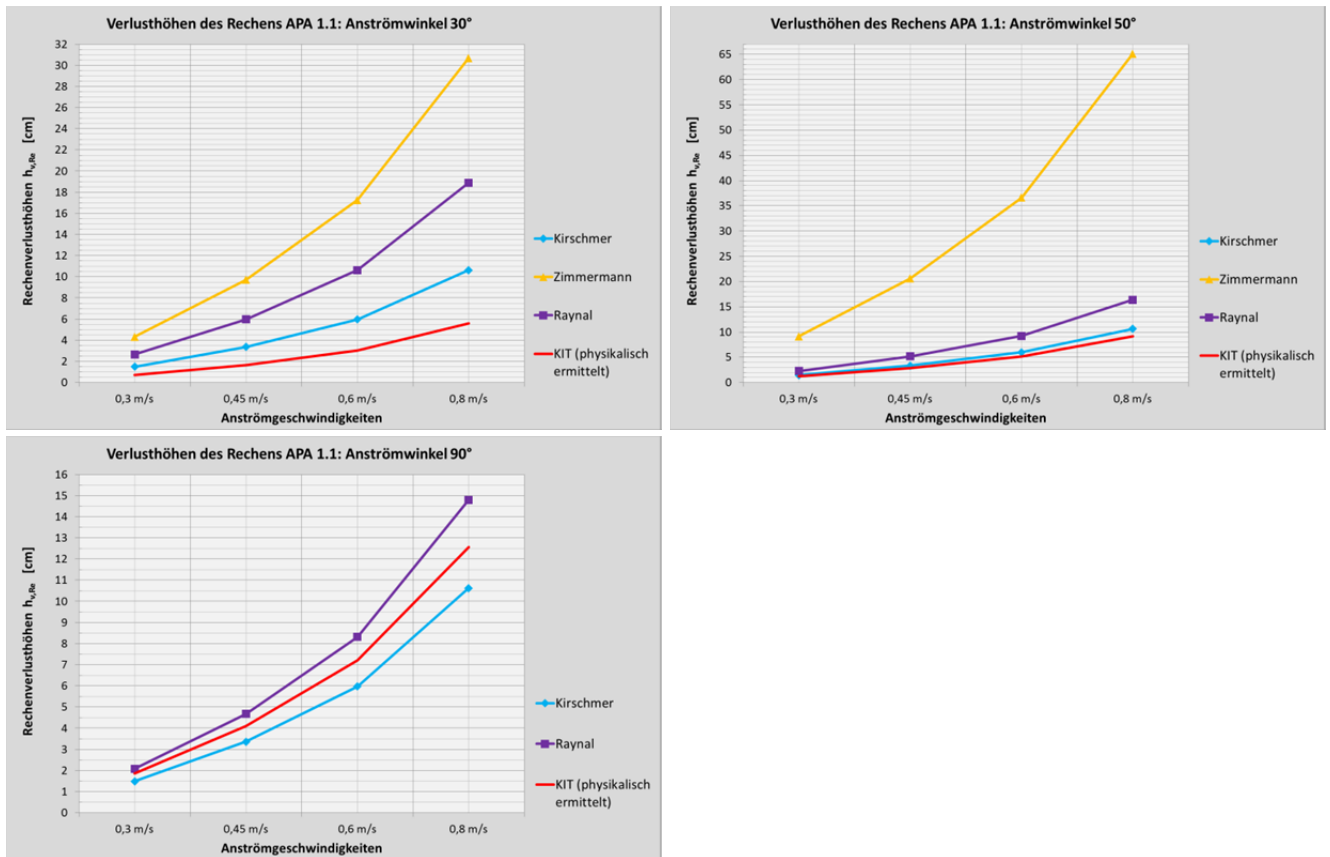 Verlusthöhen des Rechens APA 1.1: Anströmwinkel 30°
Rechenverlusthöhen h_v,Re [cm]
32
30
28
26
24
22
20
18
16
14
12
10
8
6
4
2
0
0,3 m/s 0,45 m/s 0,6 m/s 0,8 m/s
Anströmgeschwindigkeiten
Kirschmer
Zimmermann
Raynal
KIT (physikalisch
ermittelt)
Verlusthöhen des Rechens APA 1.1: Anströmwinkel 50°
Rechenverlusthöhen h_v,Re [cm]
65
60
55
50
45
40
35
30
25
20
15
10
5
0
0,3 m/s 0,45 m/s 0,6 m/s 0,8 m/s
Anströmgeschwindigkeiten
Kirschmer
Zimmermann
Raynal
KIT (physikalisch
ermittelt)
Verlusthöhen des Rechens APA 1.1: Anströmwinkel 90°
Rechenverlusthöhen h_v,Re [cm]
16
15
14
13
12
11
10
9
8
7
6
5
4
3
2
1
0
0,3 m/s 0,45 m/s 0,6 m/s 0,8 m/s
Anströmgeschwindigkeiten
Kirschmer
Raynal
KIT (physikalisch
ermittelt)